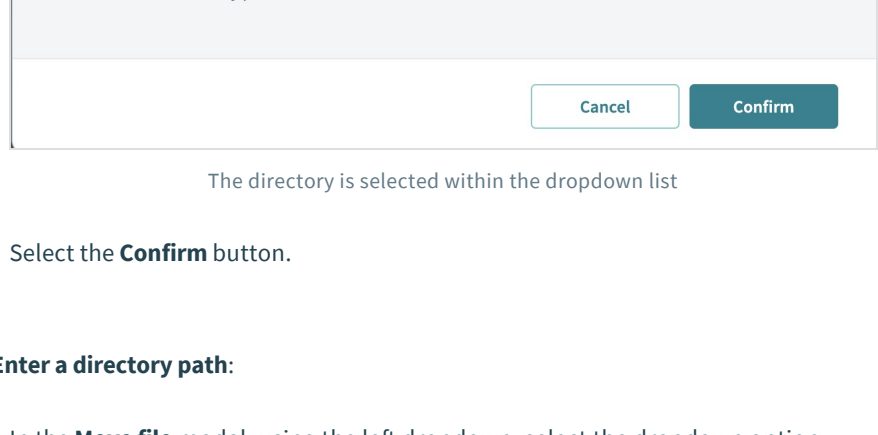 Cancel Confirm
The directory is selected within the dropdown list
Select the Confirm button.
Enter a directory path:
In the Move file modal, using the left dropdown, select the dropdown option